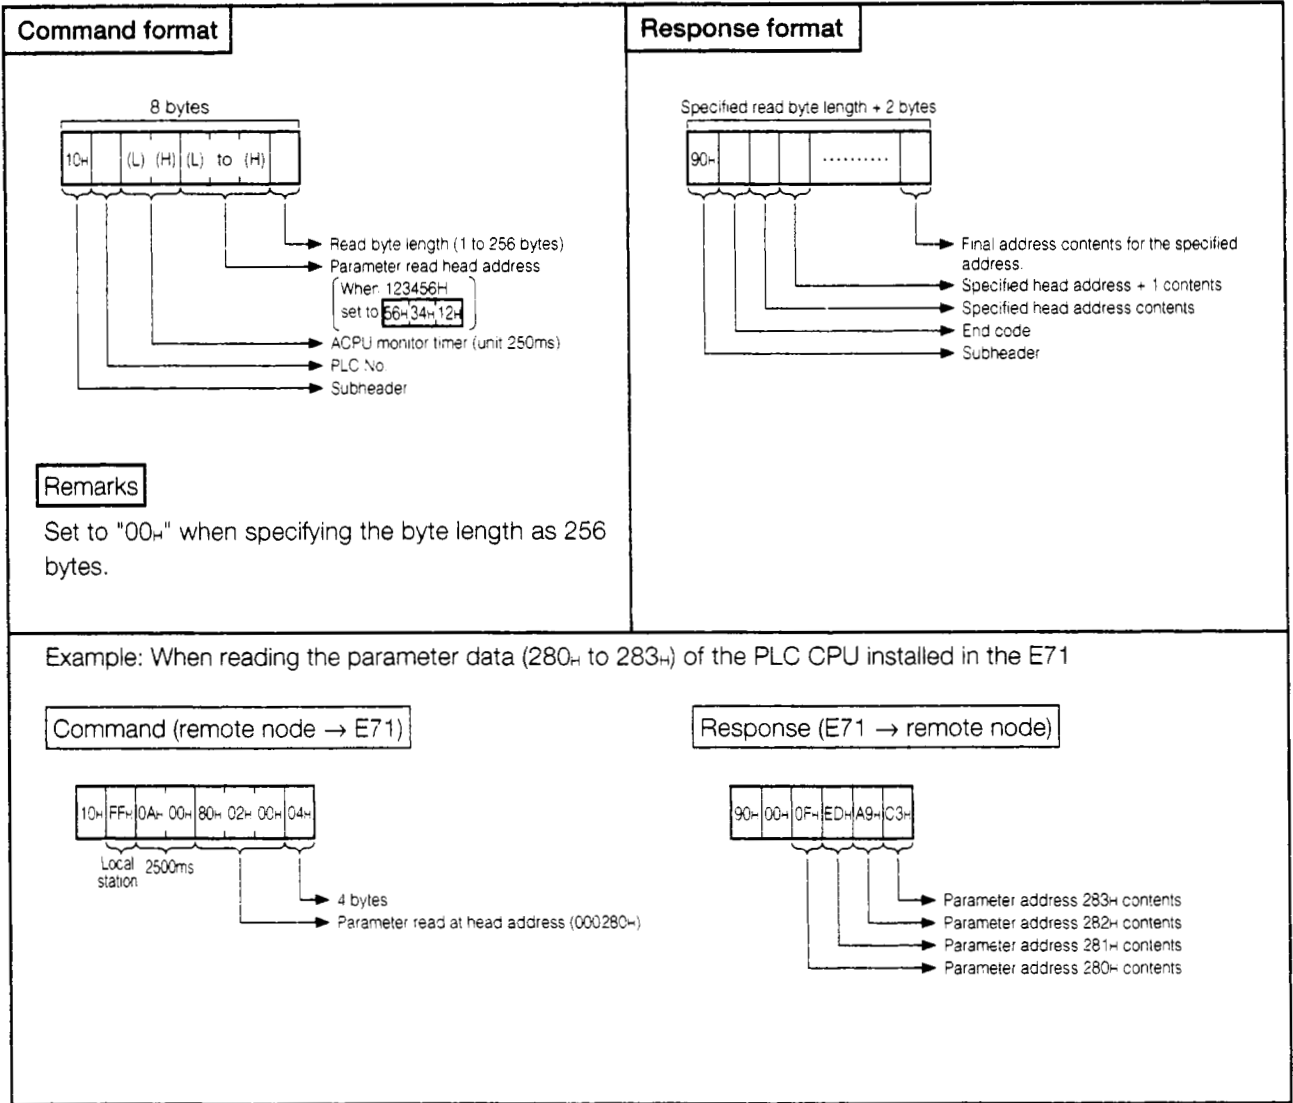 Command format
8 bytes
10H (L) (H) (L) to (H)
Read byte length (1 to 256 bytes)
Parameter read head address
When 123456H
set to 56H 34H 12H
ACPU monitor timer (unit 250ms)
PLC No.
Subheader
Remarks
Set to "00H" when specifying the byte length as 256
bytes.
Response format
Specified read byte length + 2 bytes
90H ..........
Final address contents for the specified
address.
Specified head address + 1 contents
Specified head address contents
End code
Subheader
Example: When reading the parameter data (280H to 283H) of the PLC CPU installed in the E71
Command (remote node → E71)
10H FFH 0AH 00H 80H 02H 00H 04H
Local 2500ms
station
4 bytes
Parameter read at head address (000280H)
Response (E71 → remote node)
90H 00H 0FH EDH A9H C3H
Parameter address 283H contents
Parameter address 282H contents
Parameter address 281H contents
Parameter address 280H contents